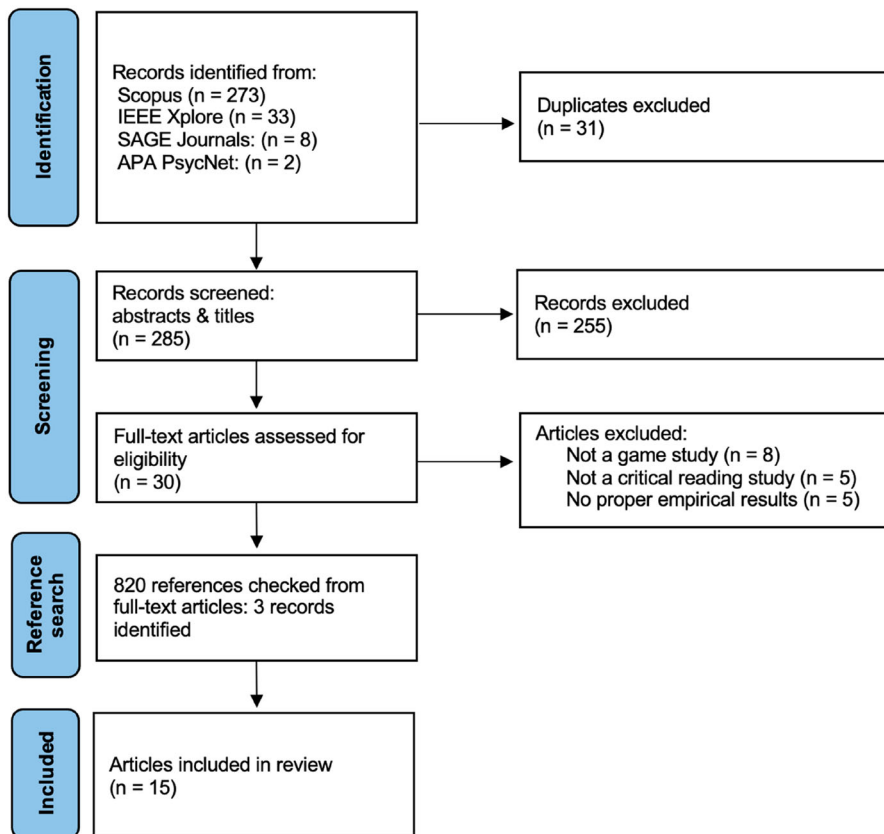 Identification
Records identified from:
Scopus (n = 273)
IEEE Xplore (n = 33)
SAGE Journals: (n = 8)
APA PsycNet: (n = 2)
Duplicates excluded
(n = 31)
Screening
Records screened:
abstracts & titles
(n = 285)
Records excluded
(n = 255)
Full-text articles assessed for
eligibility
(n = 30)
Articles excluded:
Not a game study (n = 8)
Not a critical reading study (n = 5)
No proper empirical results (n = 5)
Reference
search
820 references checked from
full-text articles: 3 records
identified
Included
Articles included in review
(n = 15)